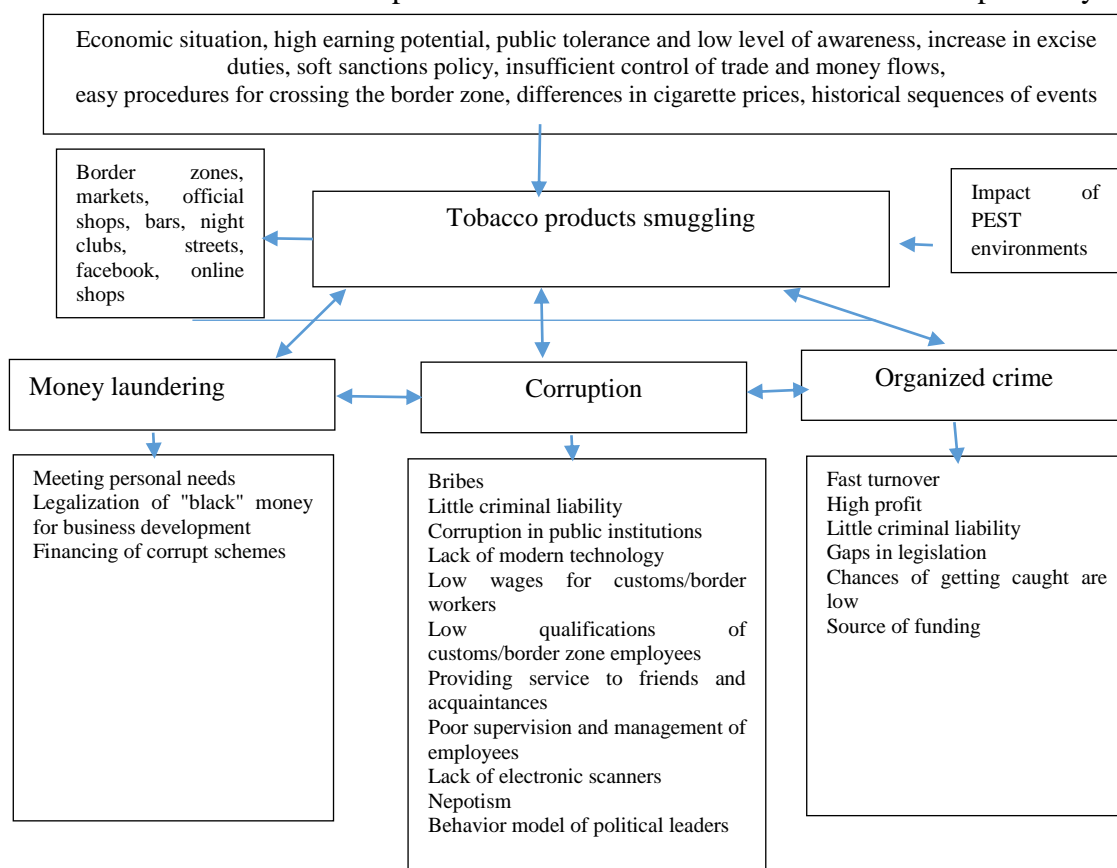 Economic situation, high earning potential, public tolerance and low level of awareness, increase in excise
duties, soft sanctions policy, insufficient control of trade and money flows,
easy procedures for crossing the border zone, differences in cigarette prices, historical sequences of events
Border zones,
markets, official
shops, bars, night
clubs, streets,
facebook, online
shops
Tobacco products smuggling
Impact of
PEST
environments
Money laundering
Corruption
Organized crime
Meeting personal needs
Legalization of "black" money
for business development
Financing of corrupt schemes
Bribes
Little criminal liability
Corruption in public institutions
Lack of modern technology
Low wages for customs/border
workers
Low qualifications of
customs/border zone employees
Providing service to friends and
acquaintances
Poor supervision and management of
employees
Lack of electronic scanners
Nepotism
Behavior model of political leaders
Fast turnover
High profit
Little criminal liability
Gaps in legislation
Chances of getting caught are
low
Source of funding